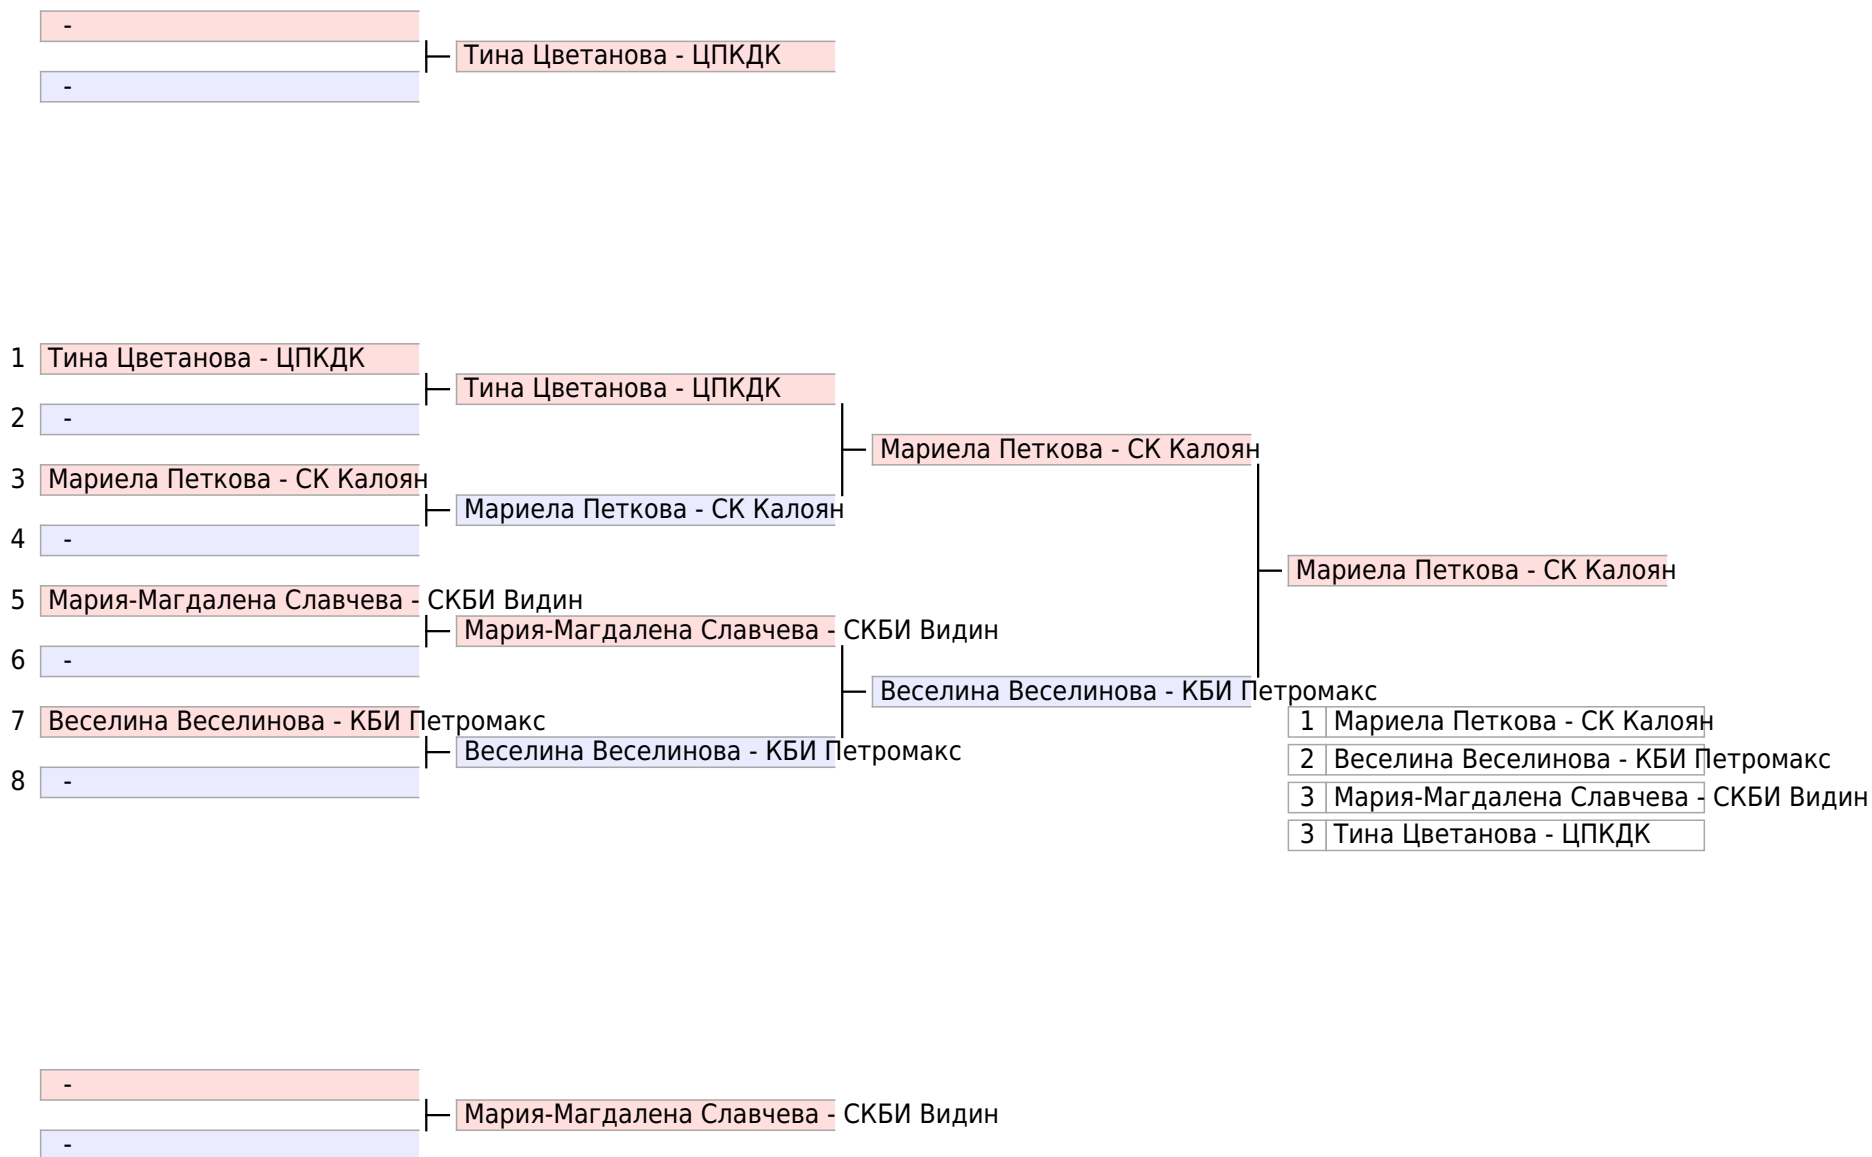 -
Тина Цветанова - ЦПКДК
-
1 Тина Цветанова - ЦПКДК
Тина Цветанова - ЦПКДК
2 -
Мариела Петкова - СК Калоян
3 Мариела Петкова - СК Калоян
Мариела Петкова - СК Калоян
4 -
Мариела Петкова - СК Калоян
5 Мария-Магдалена Славчева - СКБИ Видин
Мария-Магдалена Славчева - СКБИ Видин
6 -
Веселина Веселинова - КБИ Петромакс
7 Веселина Веселинова - КБИ Петромакс
Веселина Веселинова - КБИ Петромакс
8 -
1 Мариела Петкова - СК Калоян
2 Веселина Веселинова - КБИ Петромакс
3 Мария-Магдалена Славчева - СКБИ Видин
3 Тина Цветанова - ЦПКДК
-
Мария-Магдалена Славчева - СКБИ Видин
-